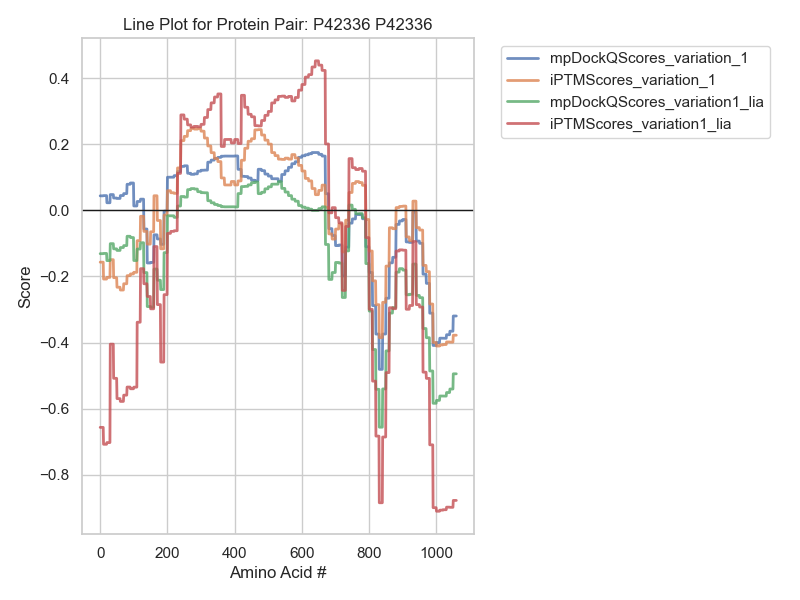 Line Plot for Protein Pair: P42336 P42336
mpDockQScores_variation_1
iPTMScores_variation_1
mpDockQScores_variation1_lia
iPTMScores_variation1_lia
Score
0.4
0.2
0.0
−0.2
−0.4
−0.6
−0.8
0 200 400 600 800 1000
Amino Acid #